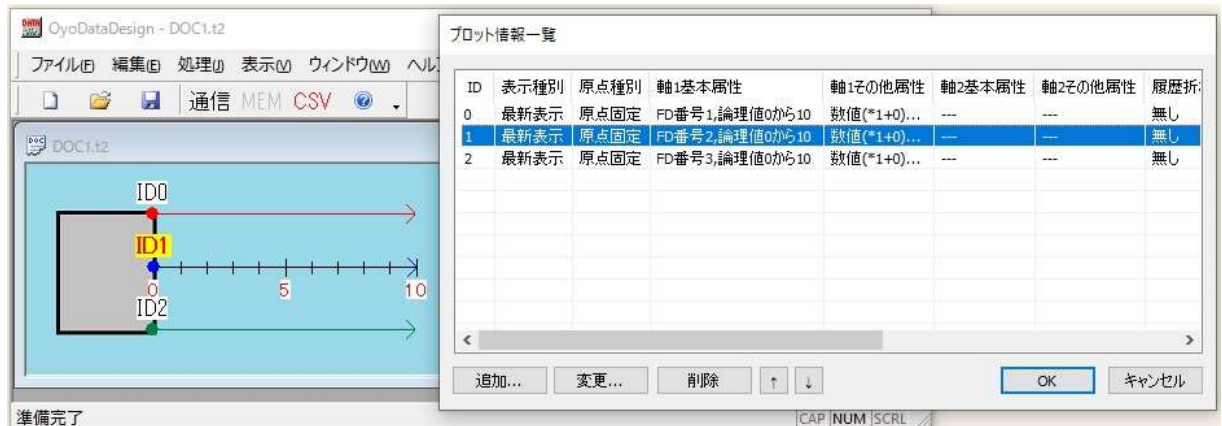 OyoDataDesign - DOC1.t2
ファイル(F) 編集(E) 処理(J) 表示(V) ウィンドウ(W) ヘル
通信 MEM CSV
DOC1.t2
ID0
ID1
0 5 10
ID2
準備完了
CAP NUM SCRL
プロット情報一覧
ID 表示種別 原点種別 軸1基本属性 軸1その他属性 軸2基本属性 軸2その他属性 履歴折
0 最新表示 原点固定 FD番号1,論理値0から10 数値(*1+0)... --- --- 無し
1 最新表示 原点固定 FD番号2,論理値0から10 数値(*1+0)... --- --- 無し
2 最新表示 原点固定 FD番号3,論理値0から10 数値(*1+0)... --- --- 無し
追加... 変更... 削除 ↑ ↓ OK キャンセル